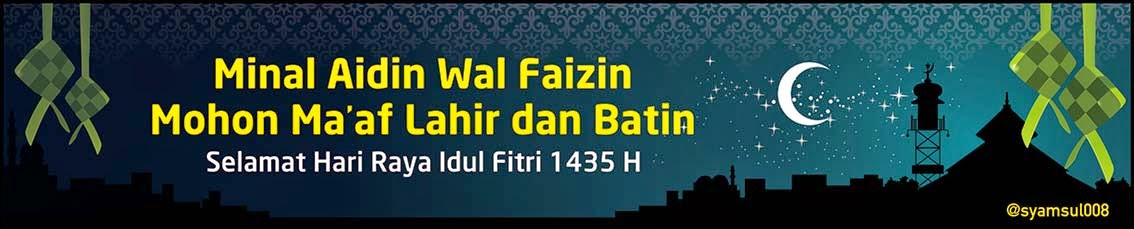 Minal Aidin Wal Faizin
Mohon Ma'af Lahir dan Batin
Selamat Hari Raya Idul Fitri 1435 H
@syamsul008